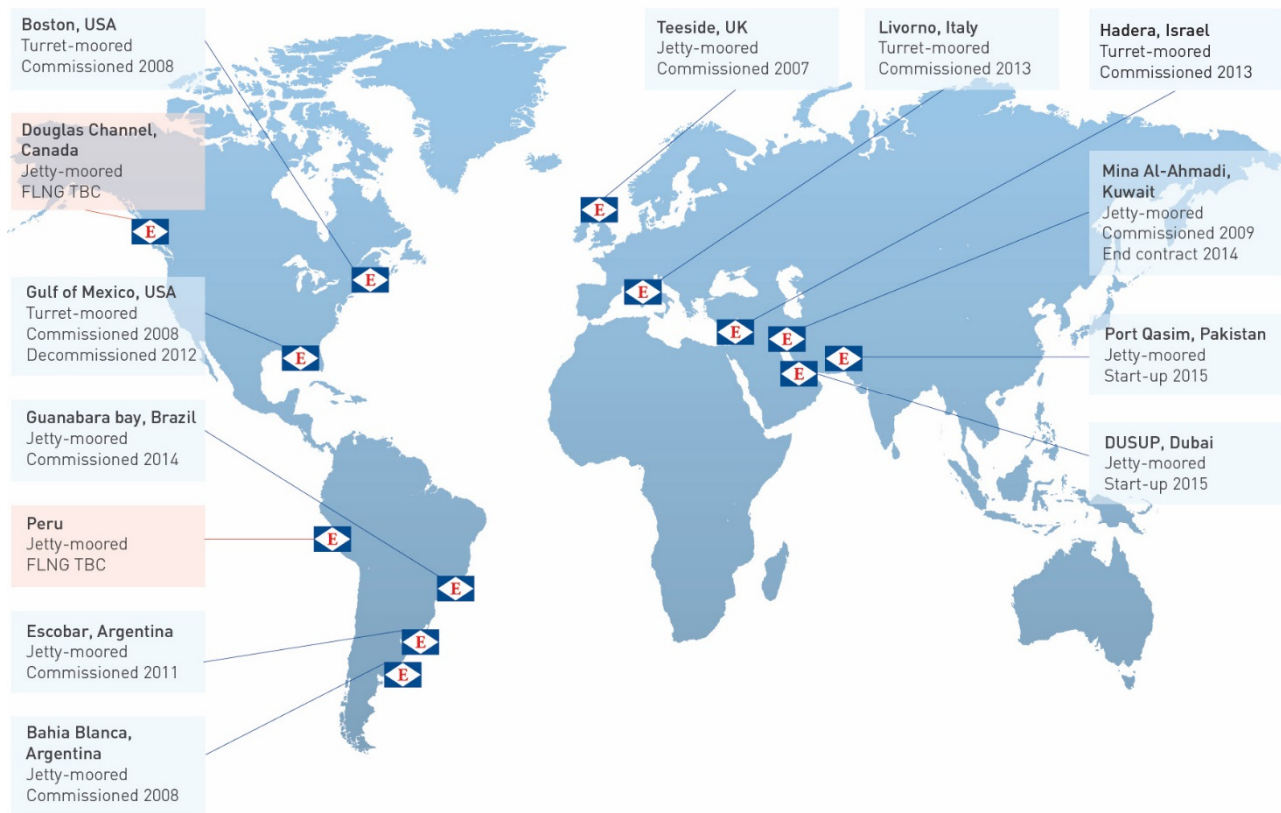 Boston, USA
Turret-moored
Commissioned 2008
Douglas Channel,
Canada
Jetty-moored
FLNG TBC
Gulf of Mexico, USA
Turret-moored
Commissioned 2008
Decommissioned 2012
Guanabara bay, Brazil
Jetty-moored
Commissioned 2014
Peru
Jetty-moored
FLNG TBC
Escobar, Argentina
Jetty-moored
Commissioned 2011
Bahia Blanca,
Argentina
Jetty-moored
Commissioned 2008
Teeside, UK
Jetty-moored
Commissioned 2007
Livorno, Italy
Turret-moored
Commissioned 2013
Hadera, Israel
Turret-moored
Commissioned 2013
Mina Al-Ahmadi,
Kuwait
Jetty-moored
Commissioned 2009
End contract 2014
Port Qasim, Pakistan
Jetty-moored
Start-up 2015
DUSUP, Dubai
Jetty-moored
Start-up 2015
E
E
E
E
E
E
E
E
E
E
E
E
E